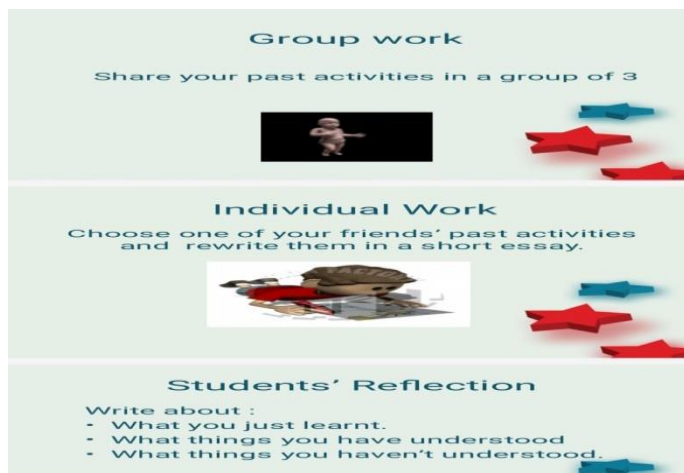 Group work
Share your past activities in a group of 3
Individual Work
Choose one of your friends’ past activities
and rewrite them in a short essay.
Students’ Reflection
Write about :
• What you just learnt.
• What things you have understood
• What things you haven’t understood.